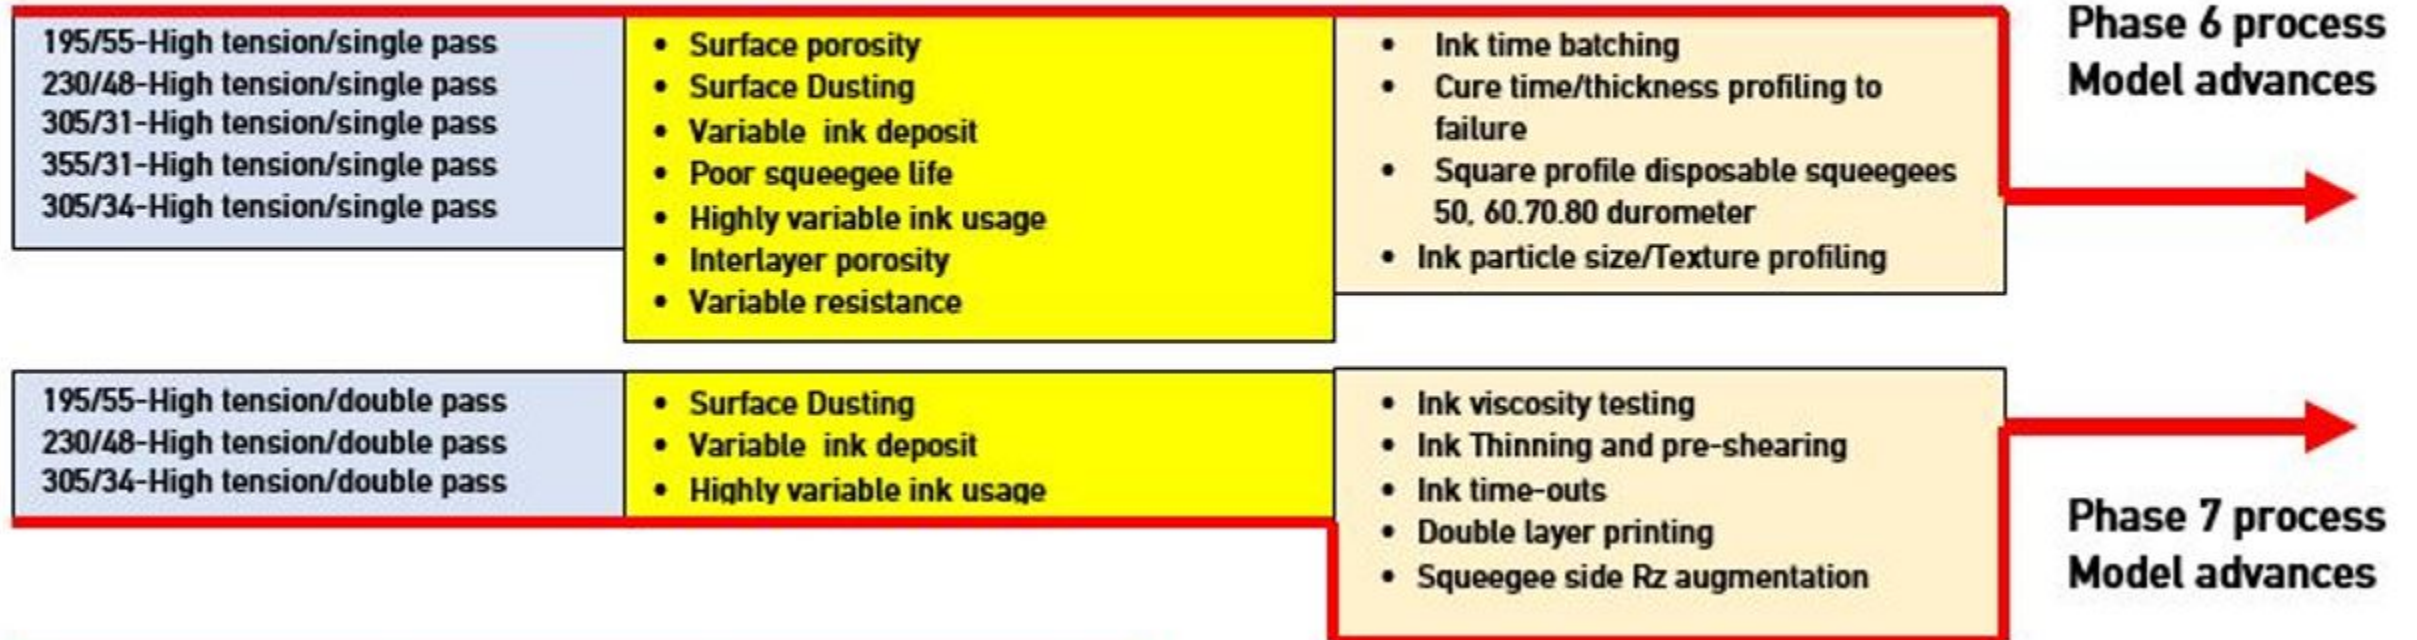 195/55-High tension/single pass
230/48-High tension/single pass
305/31-High tension/single pass
355/31-High tension/single pass
305/34-High tension/single pass
• Surface porosity
• Surface Dusting
• Variable  ink deposit
• Poor squeegee life
• Highly variable ink usage
• Interlayer porosity
• Variable resistance
• Ink time batching
• Cure time/thickness profiling to
failure
• Square profile disposable squeegees
50, 60.70.80 durometer
• Ink particle size/Texture profiling
Phase 6 process
Model advances
195/55-High tension/double pass
230/48-High tension/double pass
305/34-High tension/double pass
• Surface Dusting
• Variable  ink deposit
• Highly variable ink usage
• Ink viscosity testing
• Ink Thinning and pre-shearing
• Ink time-outs
• Double layer printing
• Squeegee side Rz augmentation
Phase 7 process
Model advances